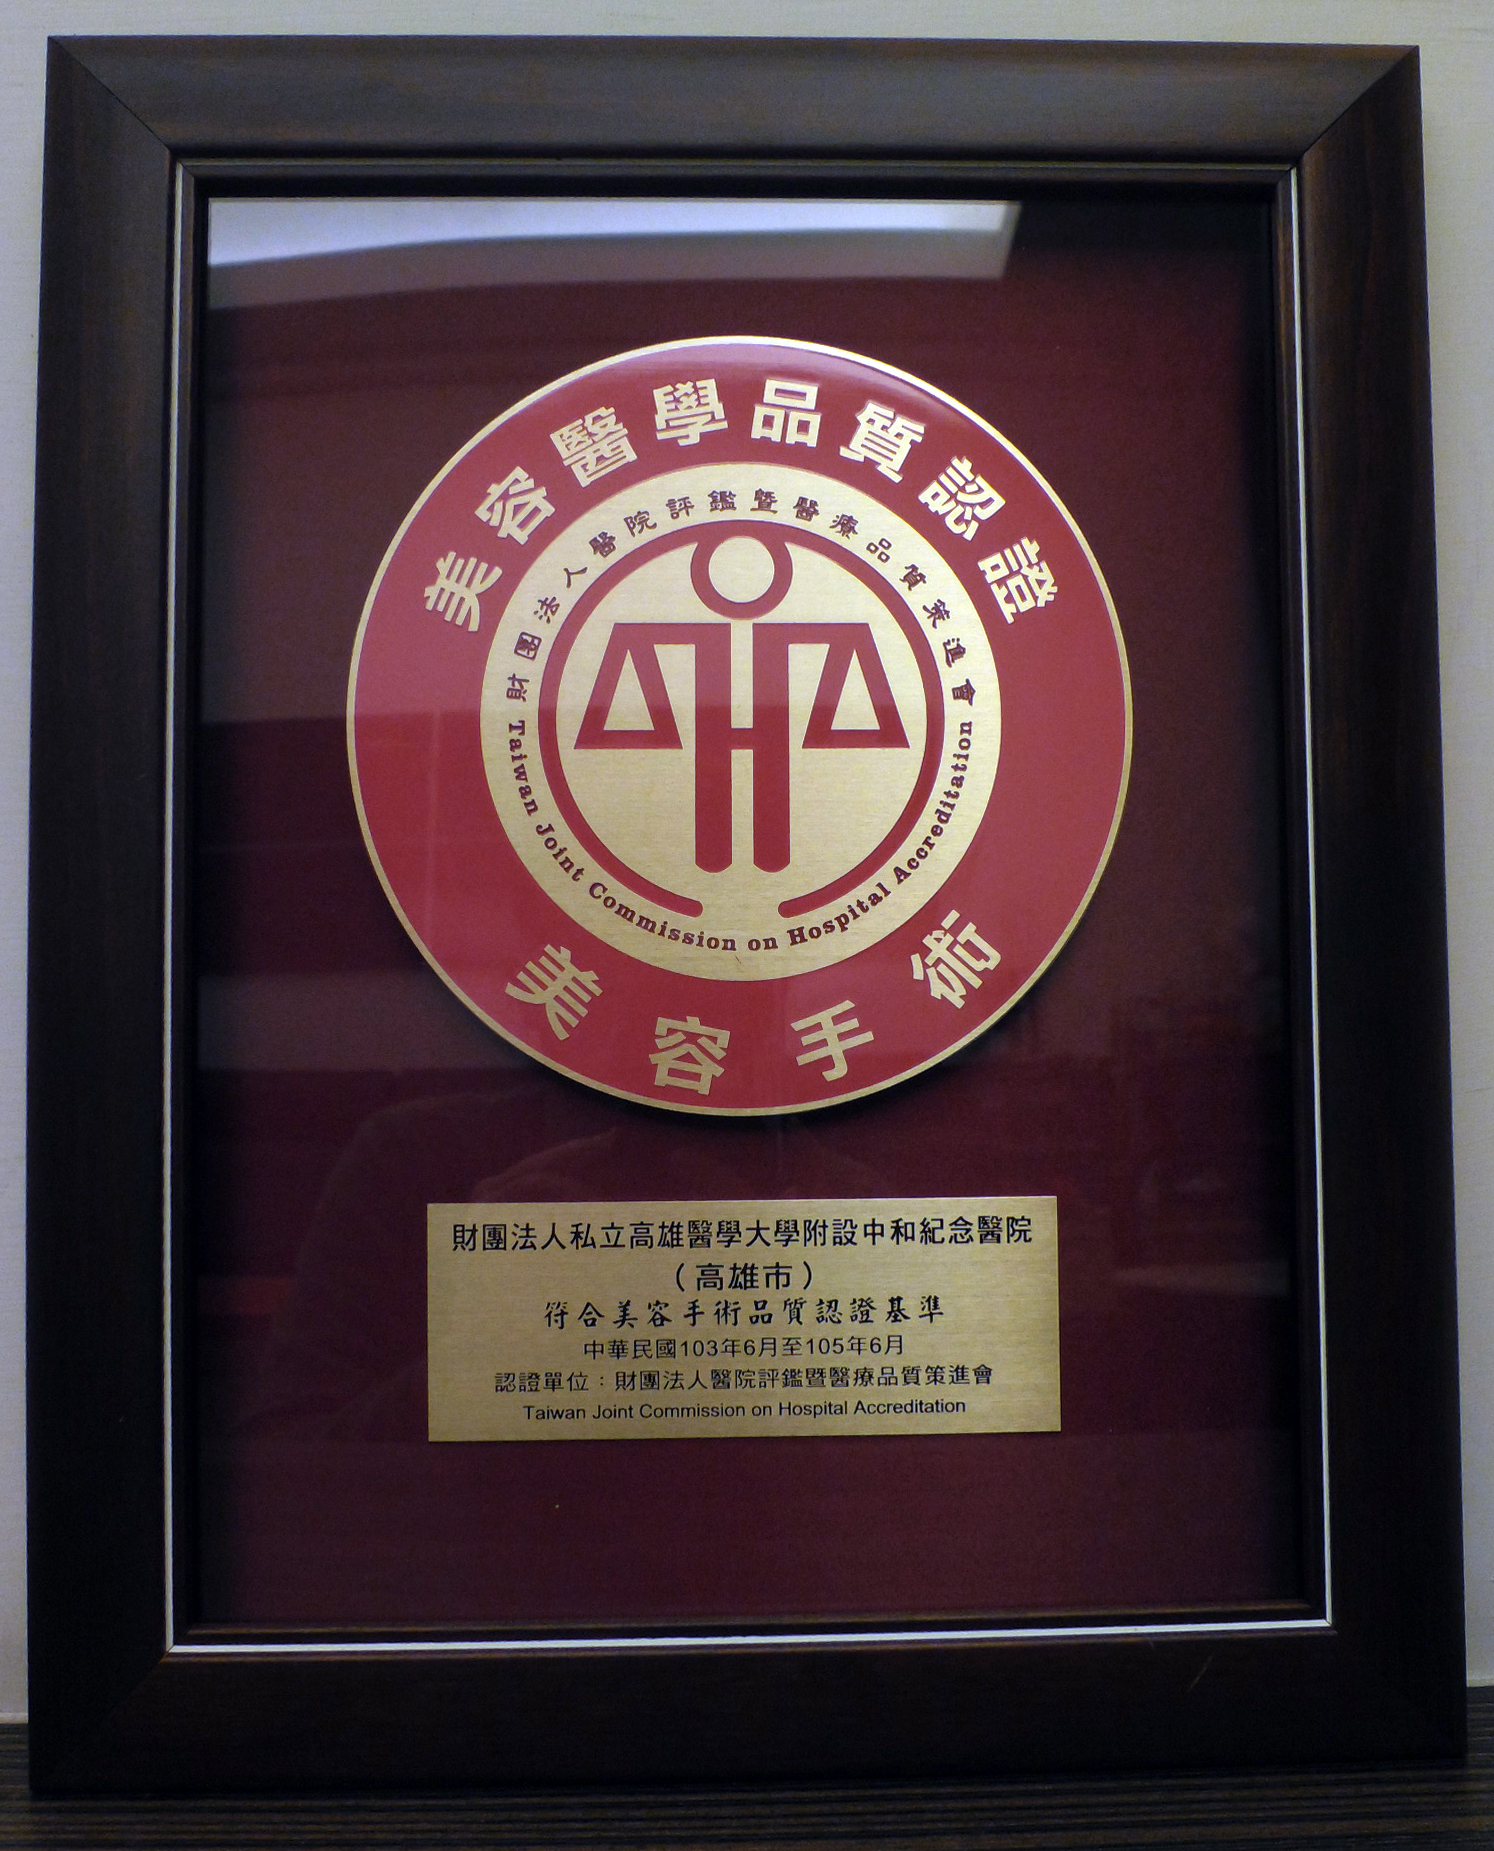 美容醫學品質認證
財團法人醫院評鑑暨醫療品質策進會
Taiwan Joint Commission on Hospital Accreditation
美容手術
財團法人私立高雄醫學大學附設中和紀念醫院
（高雄市）
符合美容手術品質認證基準
中華民國103年6月至105年6月
認證單位：財團法人醫院評鑑暨醫療品質策進會
Taiwan Joint Commission on Hospital Accreditation